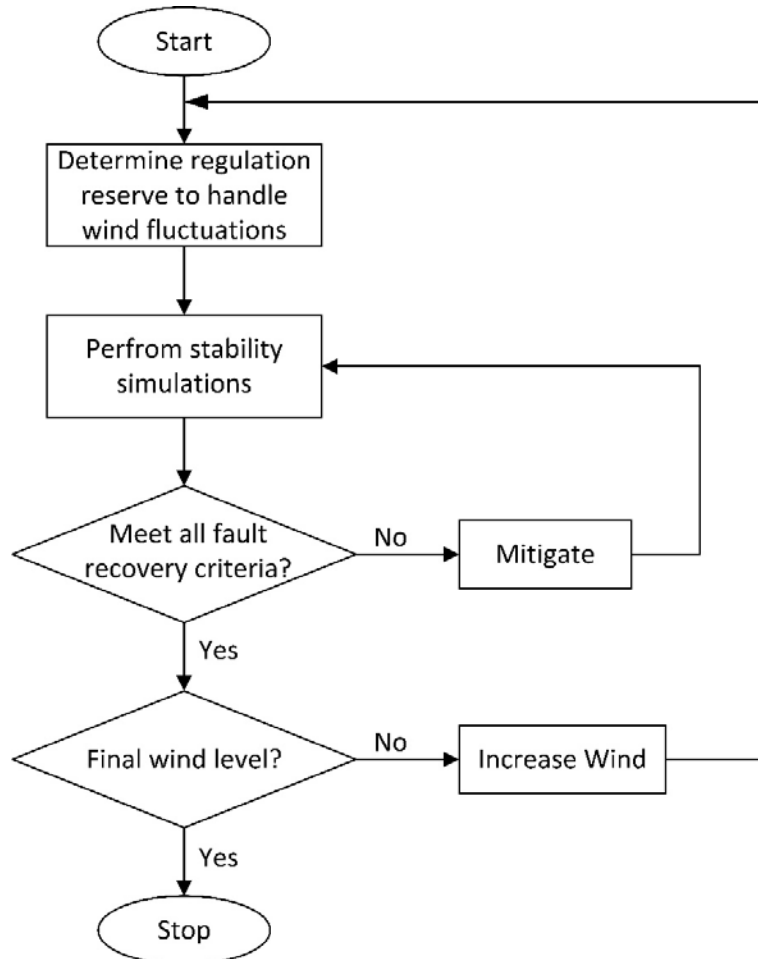 Start
Determine regulation
reserve to handle
wind fluctuations
Perfrom stability
simulations
Meet all fault
recovery criteria?
No
Mitigate
Yes
Final wind level?
No
Increase Wind
Yes
Stop